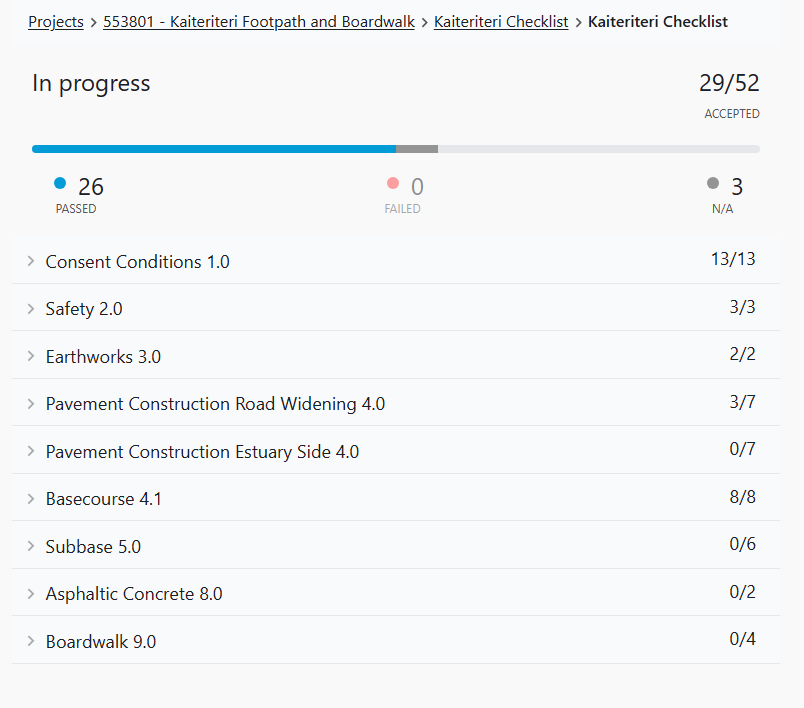 Projects > 553801 - Kaiteriteri Footpath and Boardwalk > Kaiteriteri Checklist > Kaiteriteri Checklist
In progress 29/52
ACCEPTED
26 0 3
PASSED FAILED N/A
Consent Conditions 1.0 13/13
Safety 2.0 3/3
Earthworks 3.0 2/2
Pavement Construction Road Widening 4.0 3/7
Pavement Construction Estuary Side 4.0 0/7
Basecourse 4.1 8/8
Subbase 5.0 0/6
Asphaltic Concrete 8.0 0/2
Boardwalk 9.0 0/4